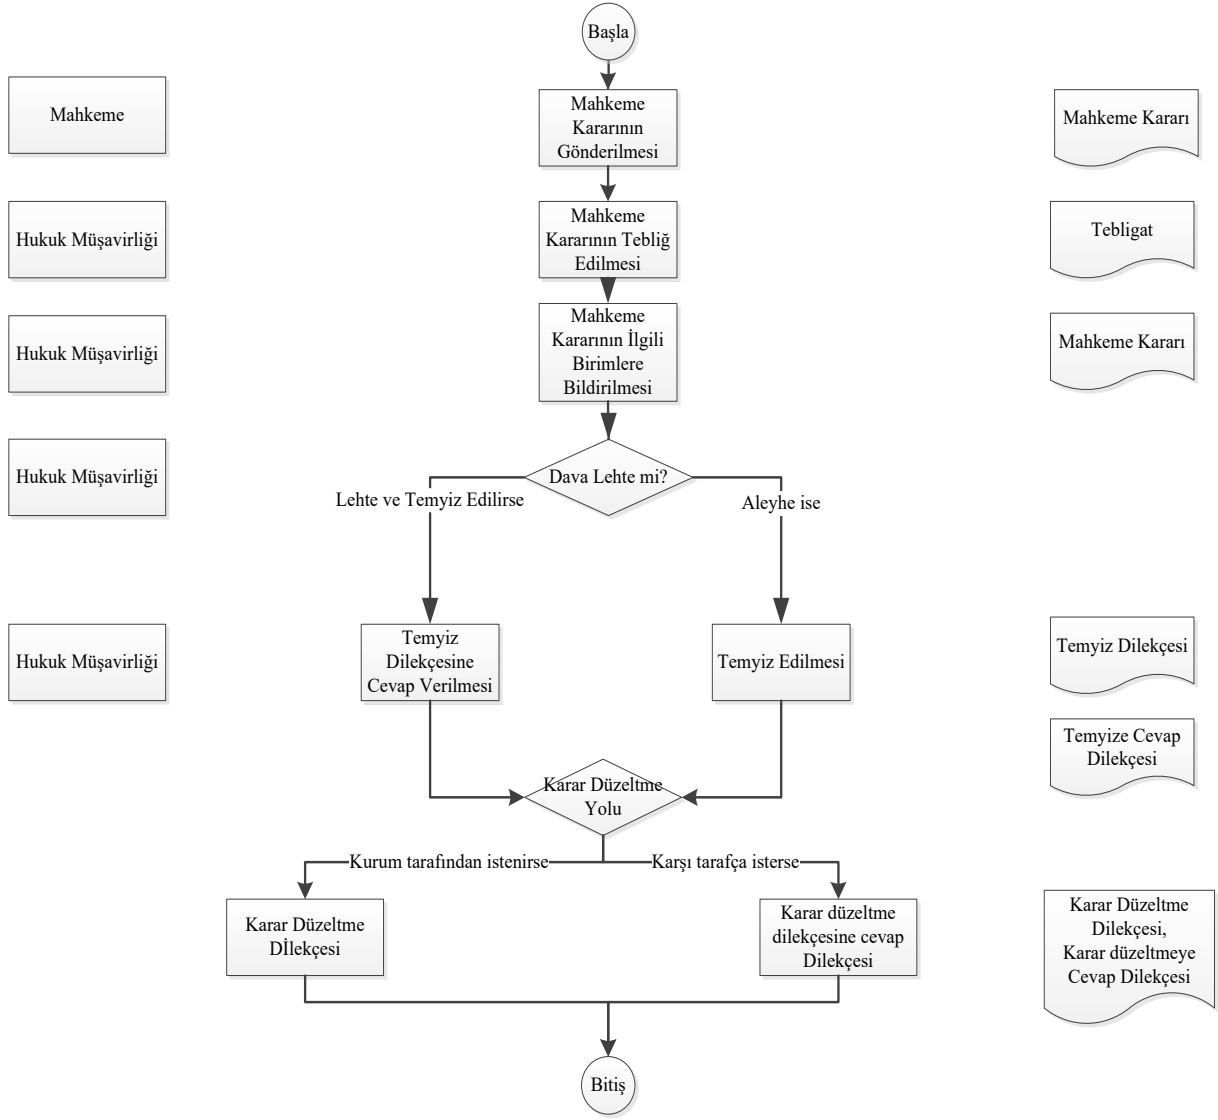 Başla
Mahkeme
Mahkeme
Kararının
Gönderilmesi
Mahkeme Kararı
Hukuk Müşavirliği
Mahkeme
Kararının Tebliğ
Edilmesi
Tebligat
Hukuk Müşavirliği
Mahkeme
Kararının İlgili
Birimlere
Bildirilmesi
Mahkeme Kararı
Hukuk Müşavirliği
Dava Lehte mi?
Lehte ve Temyiz Edilirse
Aleyhe ise
Hukuk Müşavirliği
Temyiz
Dilekçesine
Cevap Verilmesi
Temyiz Edilmesi
Temyiz Dilekçesi
Temyize Cevap
Dilekçesi
Karar Düzeltme
Yolu
Kurum tarafından istenirse
Karşı tarafça isterse
Karar Düzeltme
Dİlekçesi
Karar düzeltme
dilekçesine cevap
Dilekçesi
Karar Düzeltme
Dilekçesi,
Karar düzeltmeye
Cevap Dilekçesi
Bitiş